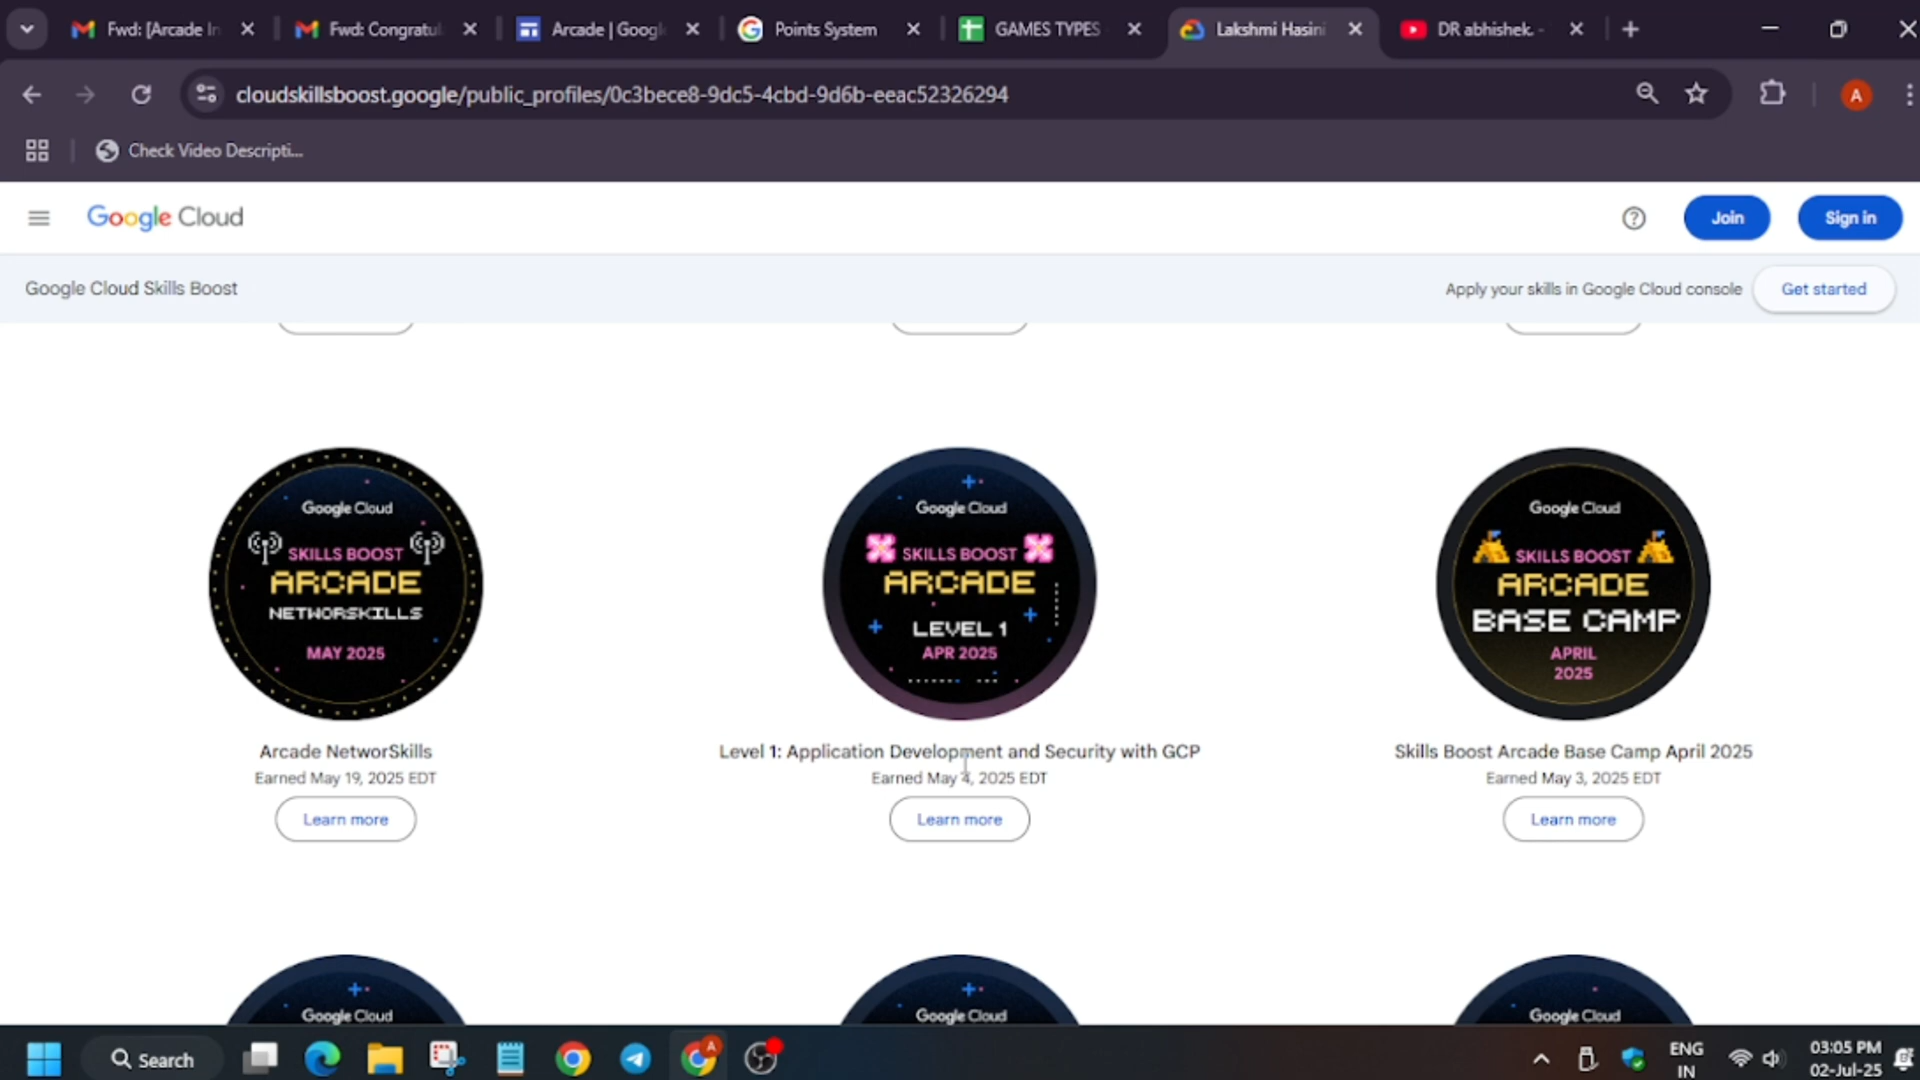 Fwd: [Arcade In
Fwd: Congratul
Arcade | Googl
Points System
GAMES TYPES
Lakshmi Hasini
DR abhishek. -
cloudskillsboost.google/public_profiles/0c3bece8-9dc5-4cbd-9d6b-eeac52326294
A
Check Video Descripti...
Google Cloud
Join
Sign in
Google Cloud Skills Boost
Apply your skills in Google Cloud console
Get started
Google Cloud
SKILLS BOOST
ARCADE
NETWORSKILLS
MAY 2025
Google Cloud
SKILLS BOOST
ARCADE
LEVEL 1
APR 2025
Google Cloud
SKILLS BOOST
ARCADE
BASE CAMP
APRIL
2025
Arcade NetworSkills
Earned May 19, 2025 EDT
Learn more
Level 1: Application Development and Security with GCP
Earned May 4, 2025 EDT
Learn more
Skills Boost Arcade Base Camp April 2025
Earned May 3, 2025 EDT
Learn more
Google Cloud
Google Cloud
Google Cloud
Search
A
ENG
IN
03:05 PM
02-Jul-25